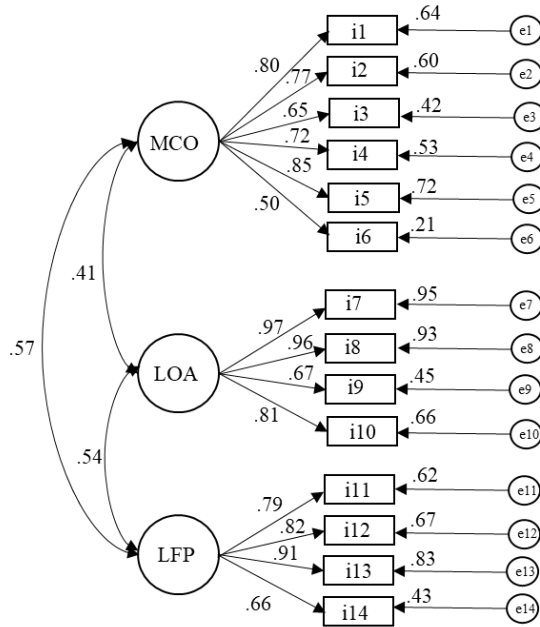 .64
i1
e1
.80
.60
i2
e2
.77
.42
i3
e3
.65
MCO
.53
i4
e4
.72
.72
i5
e5
.85
.21
i6
e6
.50
.41
.57
.95
i7
e7
.97
.93
i8
e8
.96
LOA
.45
i9
e9
.67
.66
i10
e10
.81
.54
.62
i11
e11
.79
.67
i12
e12
.82
LFP
.83
i13
e13
.91
.43
i14
e14
.66